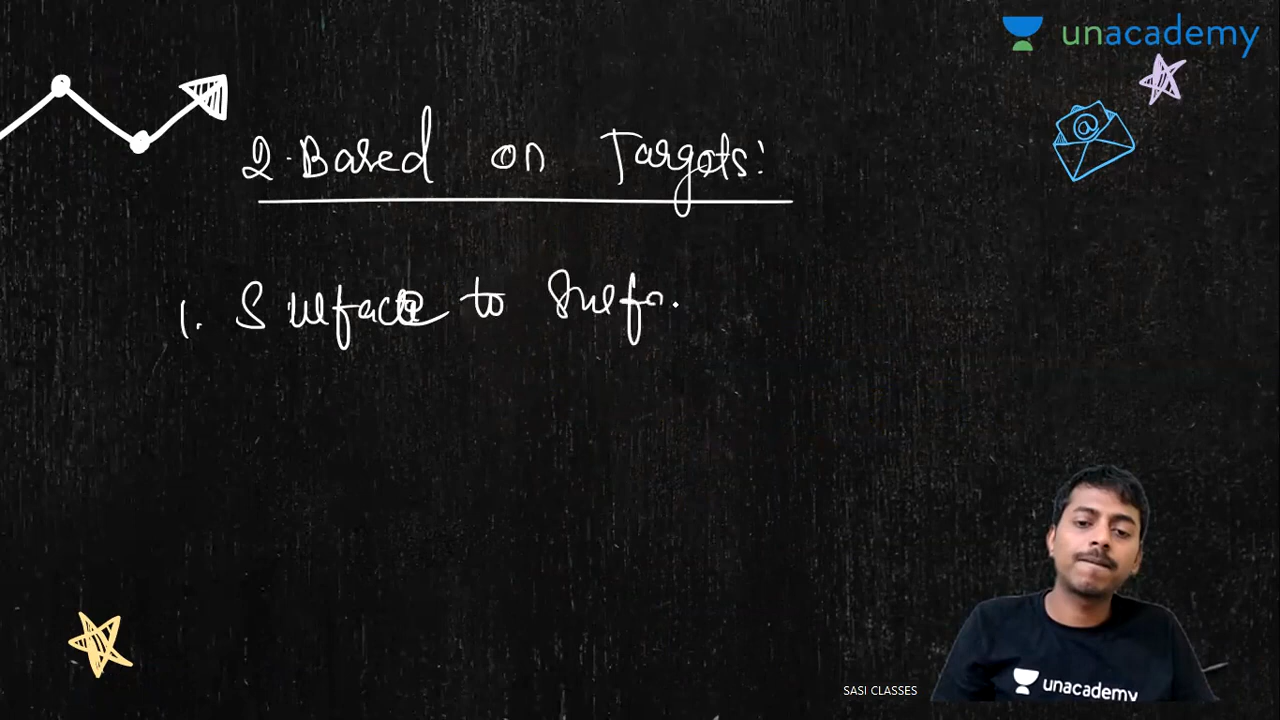 unacademy
2. Based on Targets:
1. Surface to Surfa.
unacademy
SASI CLASSES